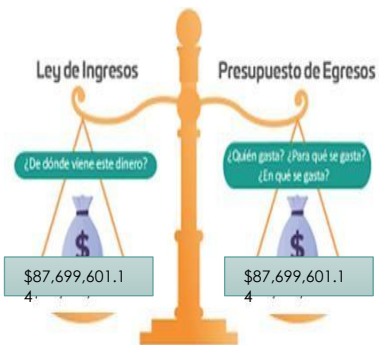 Ley de Ingresos
Presupuesto de Egresos
¿De dónde viene este dinero?
¿Quién gasta? ¿Para qué se gasta?
¿En qué se gasta?
$
$
$87,699,601.1
4
$87,699,601.1
4